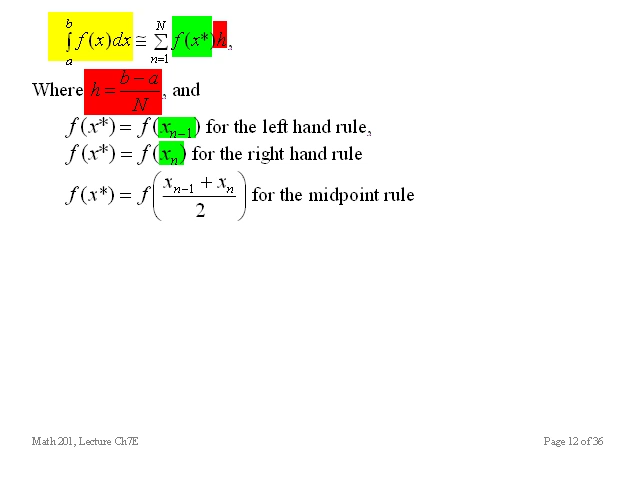 ∫_a^b f(x)dx ≅ ∑_{n=1}^N f(x*)h,
Where h = (b − a)/N, and
f(x*) = f(x_{n−1}) for the left hand rule,
f(x*) = f(x_n) for the right hand rule
f(x*) = f((x_{n−1} + x_n)/2) for the midpoint rule
Math 201, Lecture Ch7E
Page 12 of 36